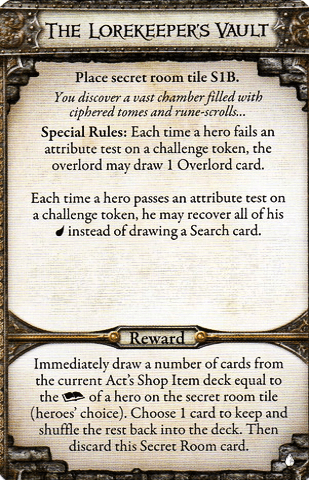 The Lorekeeper's Vault
Place secret room tile S1B.
You discover a vast chamber filled with
ciphered tomes and rune-scrolls...
Special Rules: Each time a hero fails an
attribute test on a challenge token, the
overlord may draw 1 Overlord card.
Each time a hero passes an attribute test on
a challenge token, he may recover all of his
instead of drawing a Search card.
Reward
Immediately draw a number of cards from
the current Act's Shop Item deck equal to
the of a hero on the secret room tile
(heroes' choice). Choose 1 card to keep and
shuffle the rest back into the deck. Then
discard this Secret Room card.